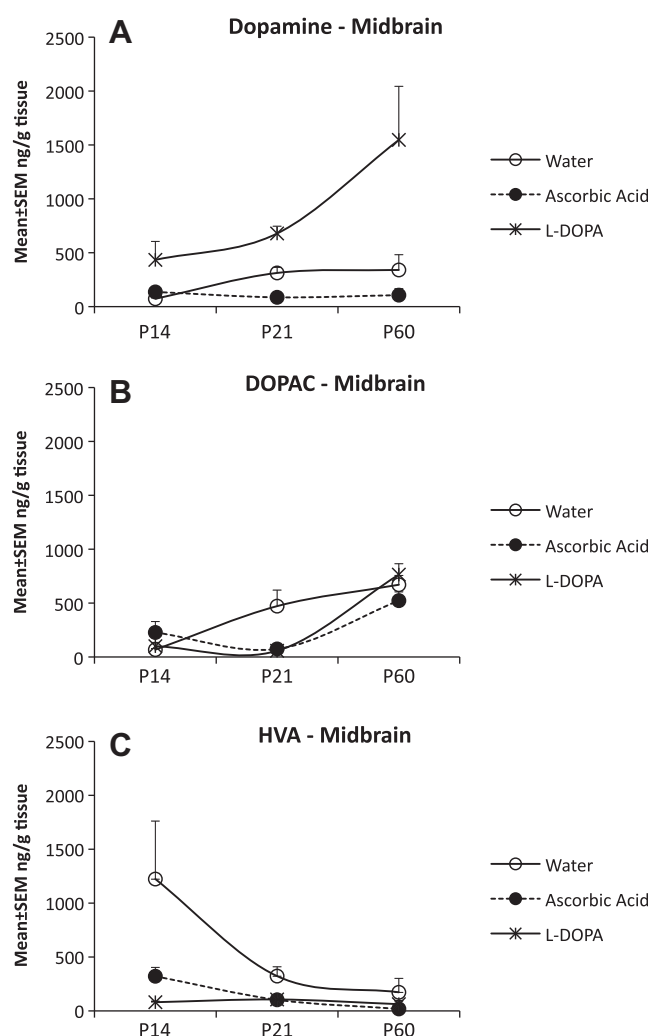 A
Dopamine - Midbrain
Mean±SEM ng/g tissue
2500
2000
1500
1000
500
0
P14
P21
P60
Water
Ascorbic Acid
L-DOPA
B
DOPAC - Midbrain
Mean±SEM ng/g tissue
2500
2000
1500
1000
500
0
P14
P21
P60
Water
Ascorbic Acid
L-DOPA
C
HVA - Midbrain
Mean±SEM ng/g tissue
2500
2000
1500
1000
500
0
P14
P21
P60
Water
Ascorbic Acid
L-DOPA